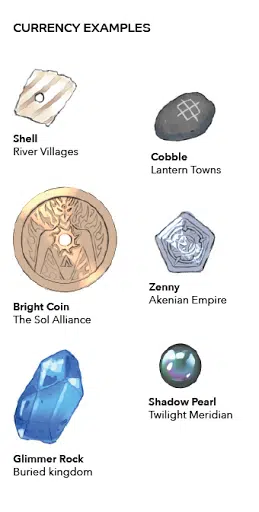 CURRENCY EXAMPLES
Shell
River Villages
Cobble
Lantern Towns
Bright Coin
The Sol Alliance
Zenny
Akenian Empire
Glimmer Rock
Buried kingdom
Shadow Pearl
Twilight Meridian